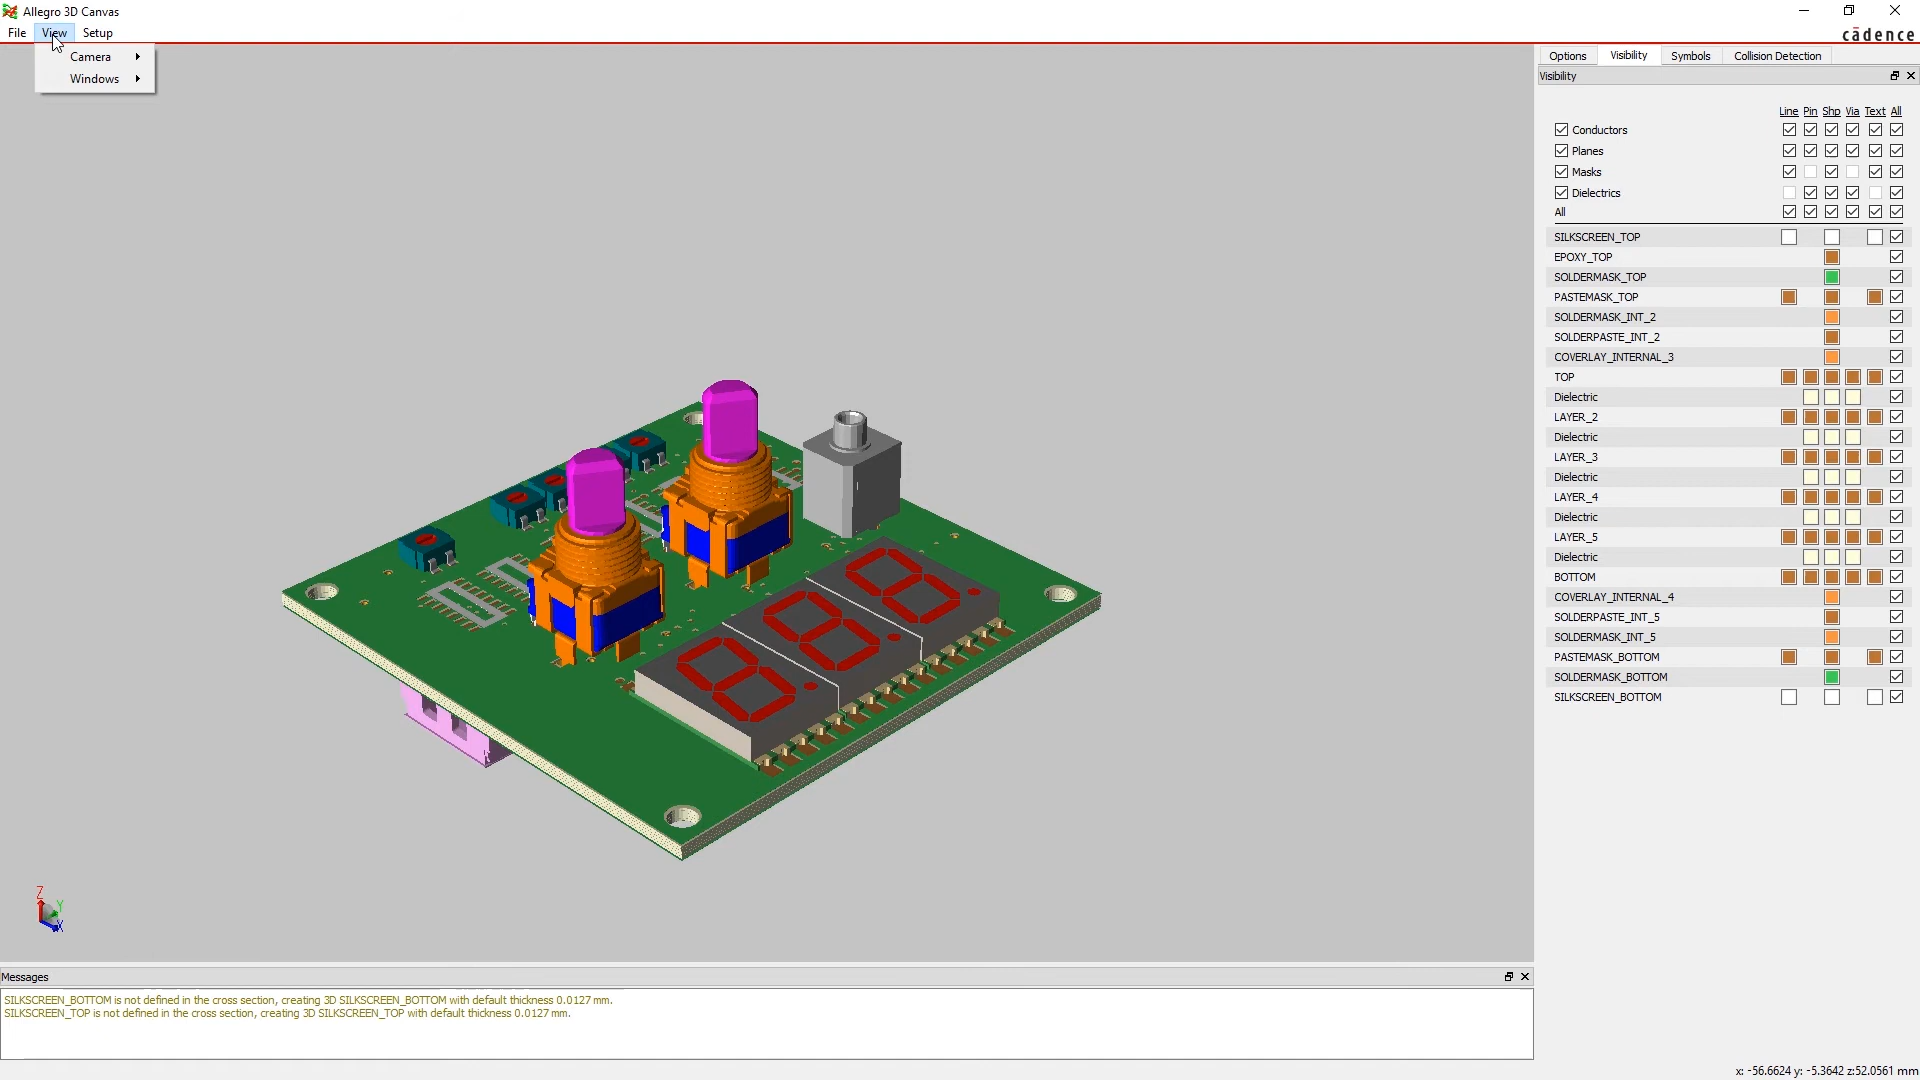 Allegro 3D Canvas
File View Setup
cādence
Camera
Windows
Options Visibility Symbols Collision Detection
Visibility
Line Pin Shp Via Text All
Conductors
Planes
Masks
Dielectrics
All
SILKSCREEN_TOP
EPOXY_TOP
SOLDERMASK_TOP
PASTEMASK_TOP
SOLDERMASK_INT_2
SOLDERPASTE_INT_2
COVERLAY_INTERNAL_3
TOP
Dielectric
LAYER_2
Dielectric
LAYER_3
Dielectric
LAYER_4
Dielectric
LAYER_5
Dielectric
BOTTOM
COVERLAY_INTERNAL_4
SOLDERPASTE_INT_5
SOLDERMASK_INT_5
PASTEMASK_BOTTOM
SOLDERMASK_BOTTOM
SILKSCREEN_BOTTOM
Z
Y
X
Messages
SILKSCREEN_BOTTOM is not defined in the cross section, creating 3D SILKSCREEN_BOTTOM with default thickness 0.0127 mm.
SILKSCREEN_TOP is not defined in the cross section, creating 3D SILKSCREEN_TOP with default thickness 0.0127 mm.
x: -56.6624 y: -5.3642 z:52.0561 mm